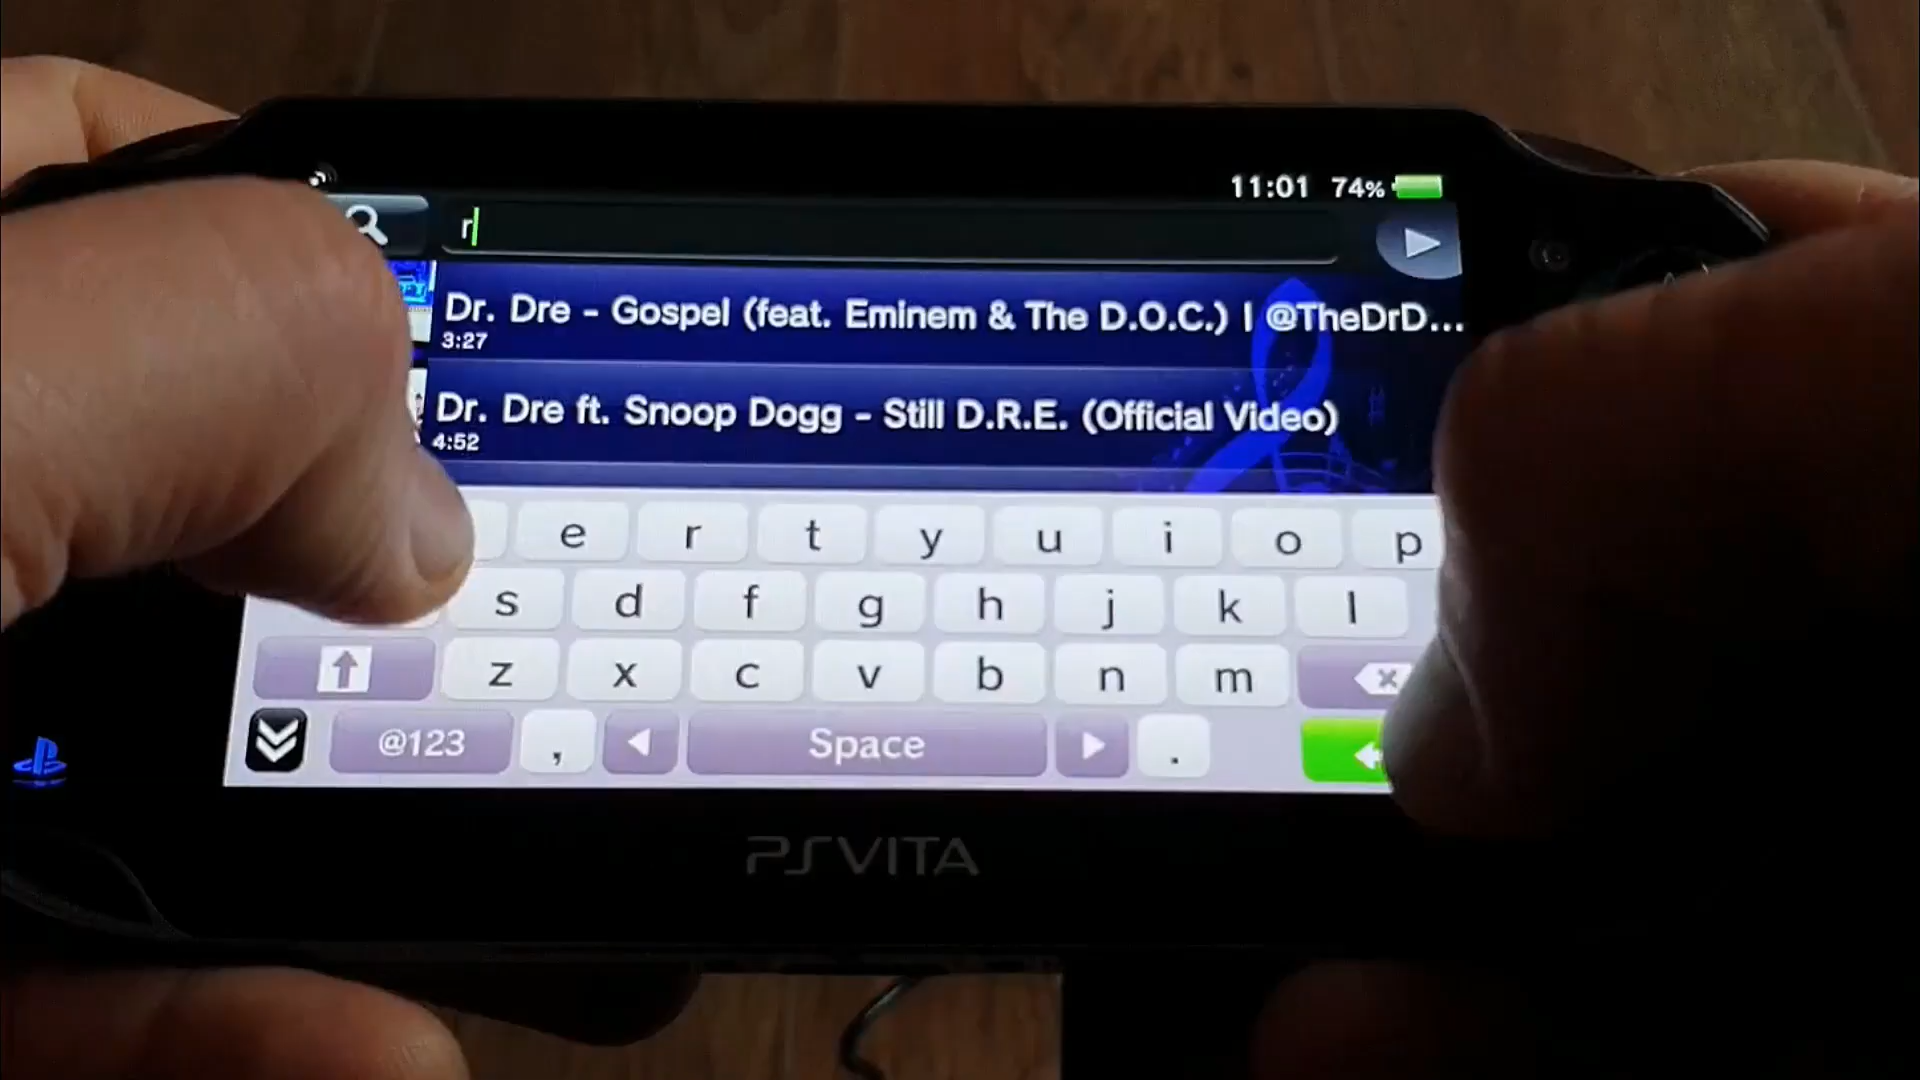 11:01 74%
r
Dr. Dre - Gospel (feat. Eminem & The D.O.C.) | @TheDrD...
3:27
Dr. Dre ft. Snoop Dogg - Still D.R.E. (Official Video)
4:52
e r t y u i o p
s d f g h j k l
z x c v b n m
@123 , Space .
PSVITA